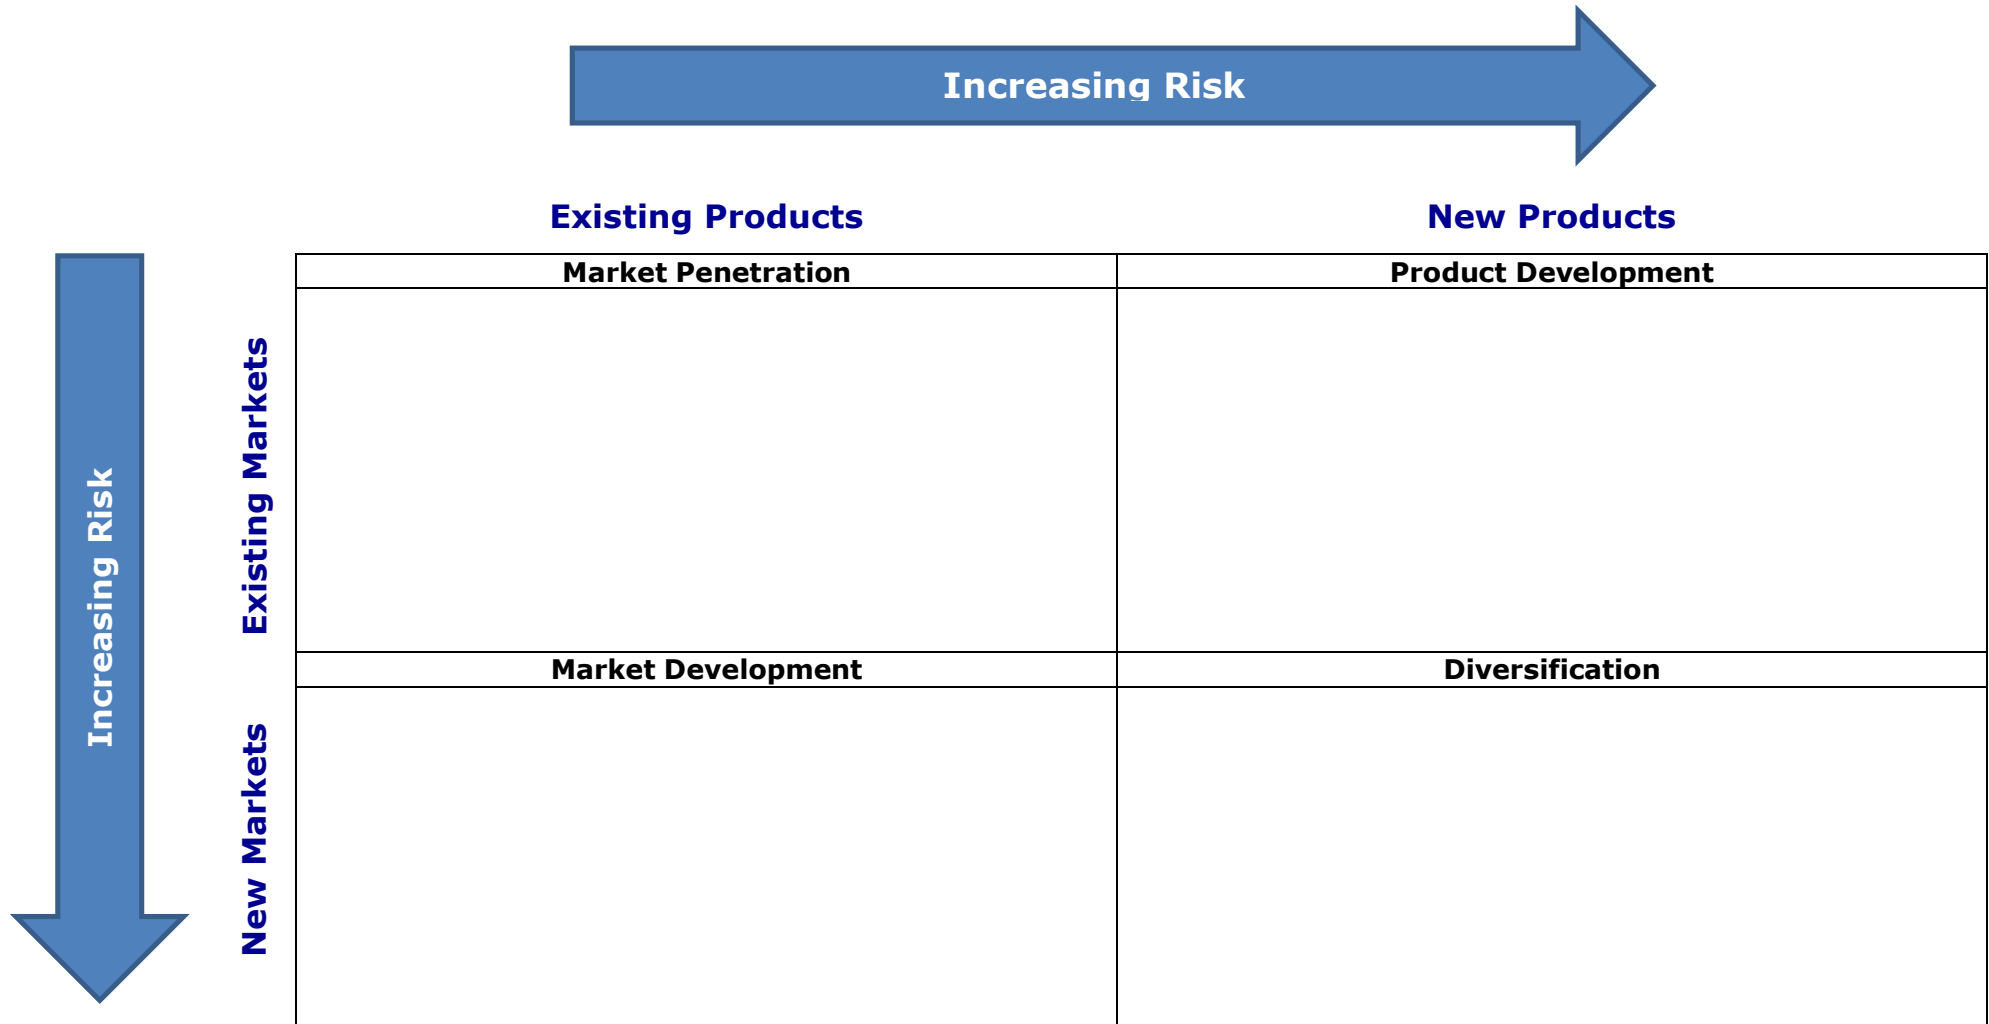 Increasing Risk
Existing Products
New Products
Increasing Risk
Existing Markets
Market Penetration
Product Development
New Markets
Market Development
Diversification